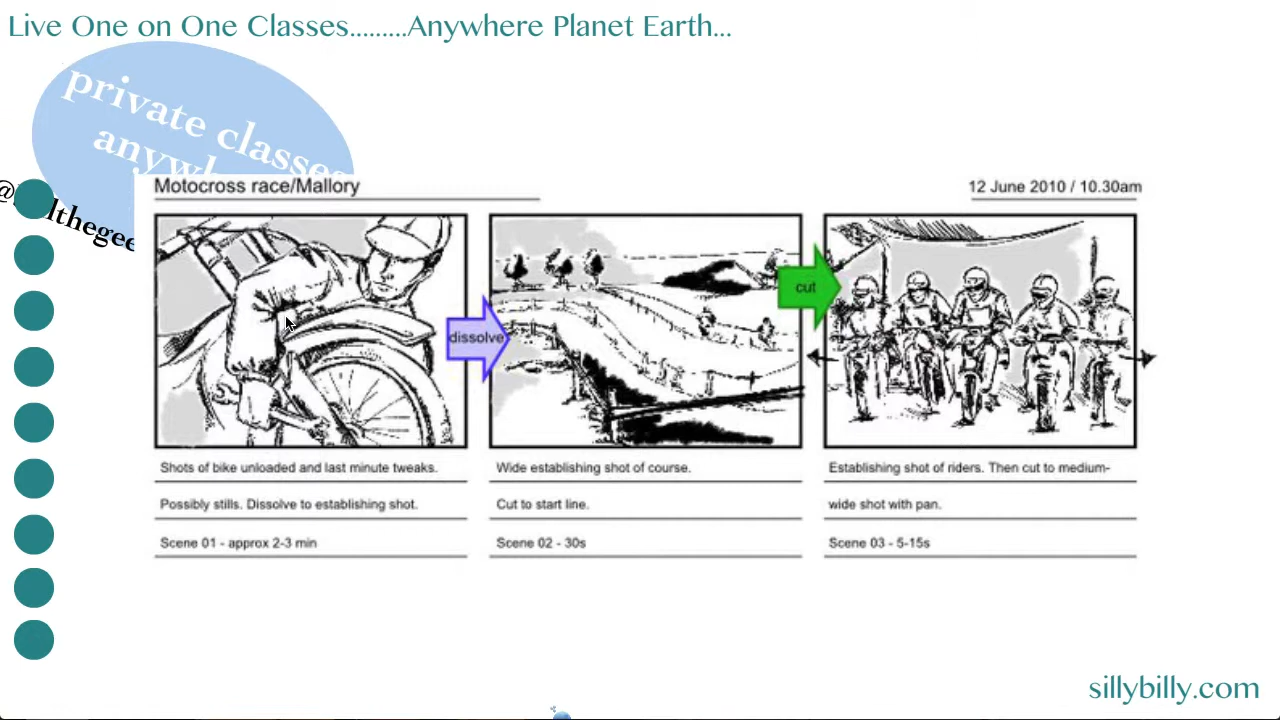 Live One on One Classes.........Anywhere Planet Earth...
private classes
Motocross race/Mallory
12 June 2010 / 10.30am
dissolve
cut
Shots of bike unloaded and last minute tweaks.
Possibly stills. Dissolve to establishing shot.
Scene 01 - approx 2-3 min
Wide establishing shot of course.
Cut to start line.
Scene 02 - 30s
Establishing shot of riders. Then cut to medium-
wide shot with pan.
Scene 03 - 5-15s
sillybilly.com